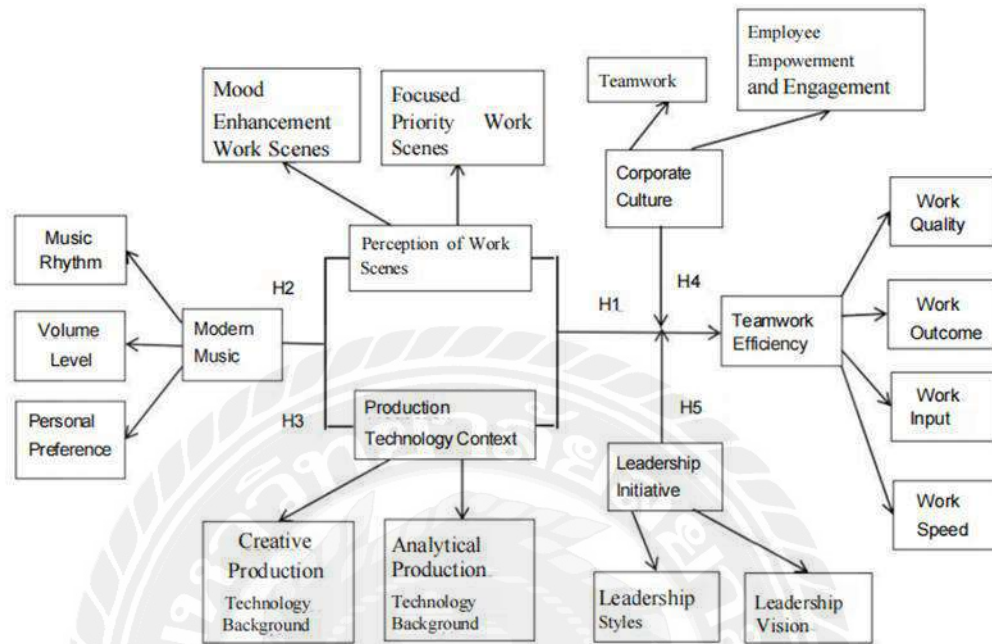 Mood
Enhancement
Work Scenes
Focused
Priority Work
Scenes
Teamwork
Employee
Empowerment
and Engagement
Corporate
Culture
Music
Rhythm
Volume
Level
Personal
Preference
Modern
Music
H2
H3
Perception of Work
Scenes
Production
Technology Context
H1
H4
H5
Teamwork
Efficiency
Work
Quality
Work
Outcome
Work
Input
Work
Speed
Leadership
Initiative
Creative
Production
Technology
Background
Analytical
Production
Technology
Background
Leadership
Styles
Leadership
Vision